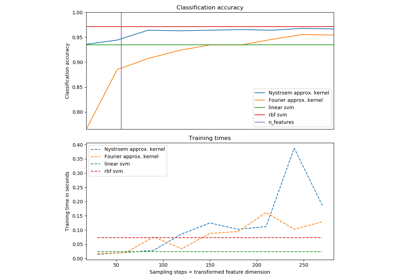 Classification accuracy
1.00
0.95
0.90
0.85
0.80
Classification accuracy
Nystroem approx. kernel
Fourier approx. kernel
linear svm
rbf svm
n_features
Training times
0.40
0.35
0.30
0.25
0.20
0.15
0.10
0.05
0.00
Training time in seconds
Nystroem approx. kernel
Fourier approx. kernel
linear svm
rbf svm
50 100 150 200 250
Sampling steps = transformed feature dimension